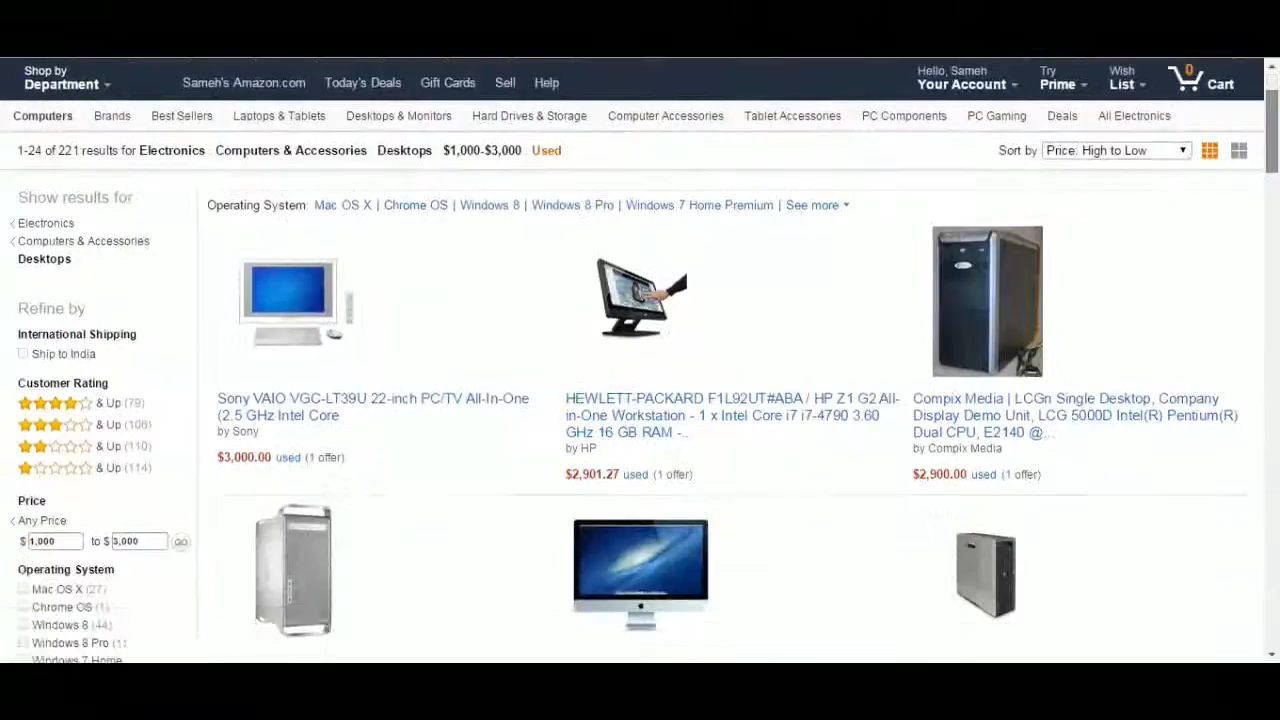 Shop by
Department
Sameh's Amazon.com Today's Deals Gift Cards Sell Help
Hello, Sameh
Your Account
Try
Prime
Wish
List
0
Cart
Computers Brands Best Sellers Laptops & Tablets Desktops & Monitors Hard Drives & Storage Computer Accessories Tablet Accessories PC Components PC Gaming Deals All Electronics
1-24 of 221 results for Electronics Computers & Accessories Desktops $1,000-$3,000 Used
Sort by Price: High to Low
Show results for
Electronics
Computers & Accessories
Desktops
Refine by
International Shipping
Ship to India
Customer Rating
& Up (79)
& Up (106)
& Up (110)
& Up (114)
Price
Any Price
$ 1,000 to $ 3,000 GO
Operating System
Mac OS X (27)
Chrome OS (1)
Windows 8 (44)
Windows 8 Pro (1)
Windows 7 Home
Operating System: Mac OS X | Chrome OS | Windows 8 | Windows 8 Pro | Windows 7 Home Premium | See more
Sony VAIO VGC-LT39U 22-inch PC/TV All-In-One
(2.5 GHz Intel Core
by Sony
$3,000.00 used (1 offer)
HEWLETT-PACKARD F1L92UT#ABA / HP Z1 G2 All-
in-One Workstation - 1 x Intel Core i7 i7-4790 3.60
GHz 16 GB RAM -..
by HP
$2,901.27 used (1 offer)
Compix Media | LCGn Single Desktop, Company
Display Demo Unit, LCG 5000D Intel(R) Pentium(R)
Dual CPU, E2140 @...
by Compix Media
$2,900.00 used (1 offer)